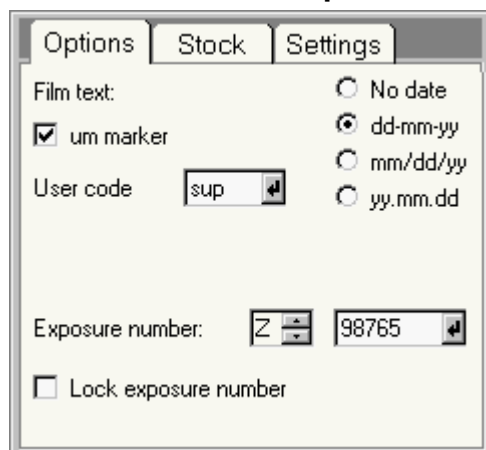 Options Stock Settings
Film text: No date
um marker dd-mm-yy
mm/dd/yy
User code sup yy.mm.dd
Exposure number: Z 98765
Lock exposure number